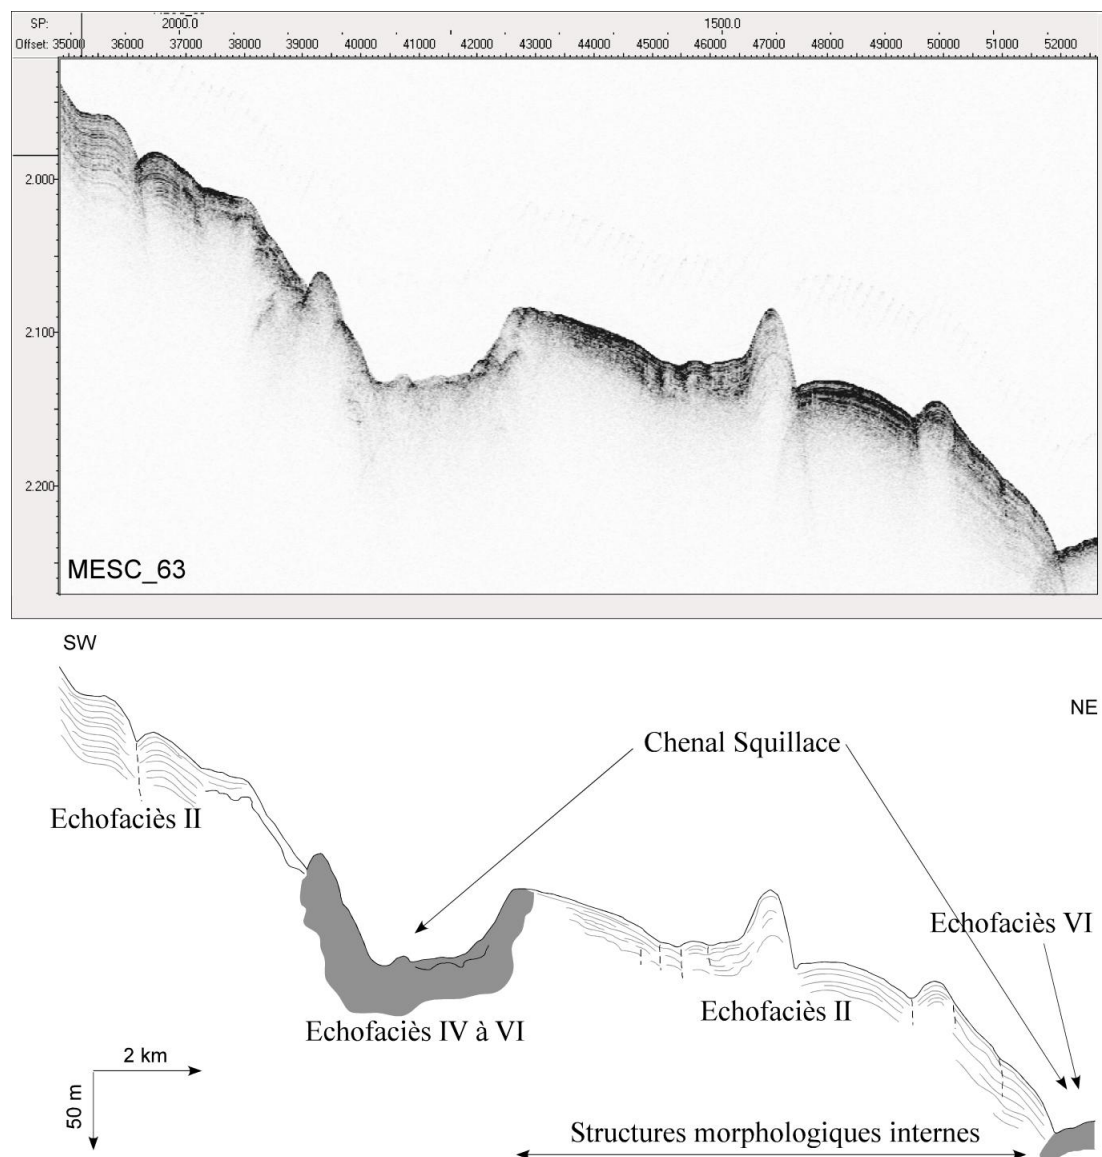 SP: 2000.0 1500.0
Offset: 35000 36000 37000 38000 39000 40000 41000 42000 43000 44000 45000 46000 47000 48000 49000 50000 51000 52000
2.000
2.100
2.200
MESC_63
SW
NE
Chenal Squillace
Echofaciès II
Echofaciès VI
Echofaciès II
Echofaciès IV à VI
2 km
50 m
Structures morphologiques internes